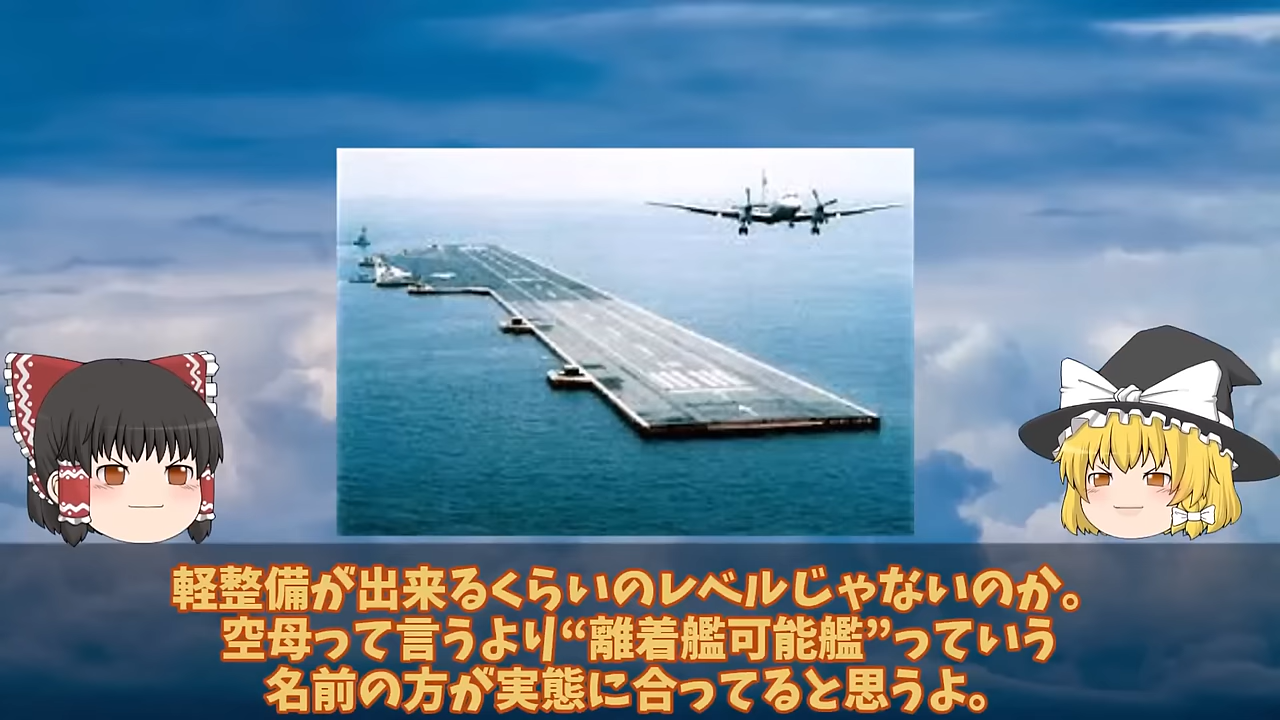 軽整備が出来るくらいのレベルじゃないのか。
空母って言うより“離着艦可能艦”っていう
名前の方が実態に合ってると思うよ。